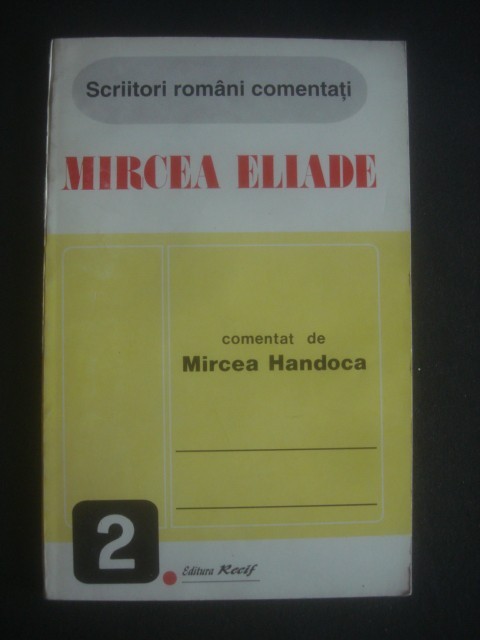 Scriitori români comentați
MIRCEA ELIADE
comentat de
Mircea Handoca
2
Editura Recif